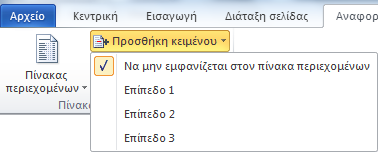 Αρχείο Κεντρική Εισαγωγή Διάταξη σελίδας Αναφορ
Προσθήκη κειμένου
Πίνακας
περιεχομένων
Πίνακ
Να μην εμφανίζεται στον πίνακα περιεχομένων
Επίπεδο 1
Επίπεδο 2
Επίπεδο 3